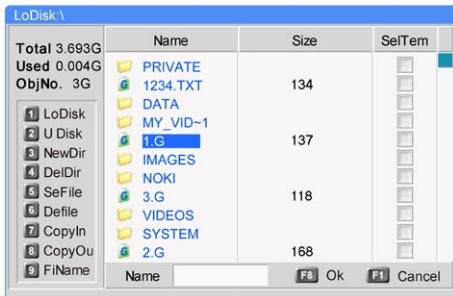 LoDisk:\
Total 3.693G
Used 0.004G
ObjNo. 3G
1 LoDisk
2 U Disk
3 NewDir
4 DelDir
5 SeFile
6 Defile
7 CopyIn
8 CopyOu
9 FiName
Name Size SelTem
PRIVATE
1234.TXT 134
DATA
MY_VID~1
1.G 137
IMAGES
NOKI
3.G 118
VIDEOS
SYSTEM
2.G 168
Name F8 Ok F1 Cancel